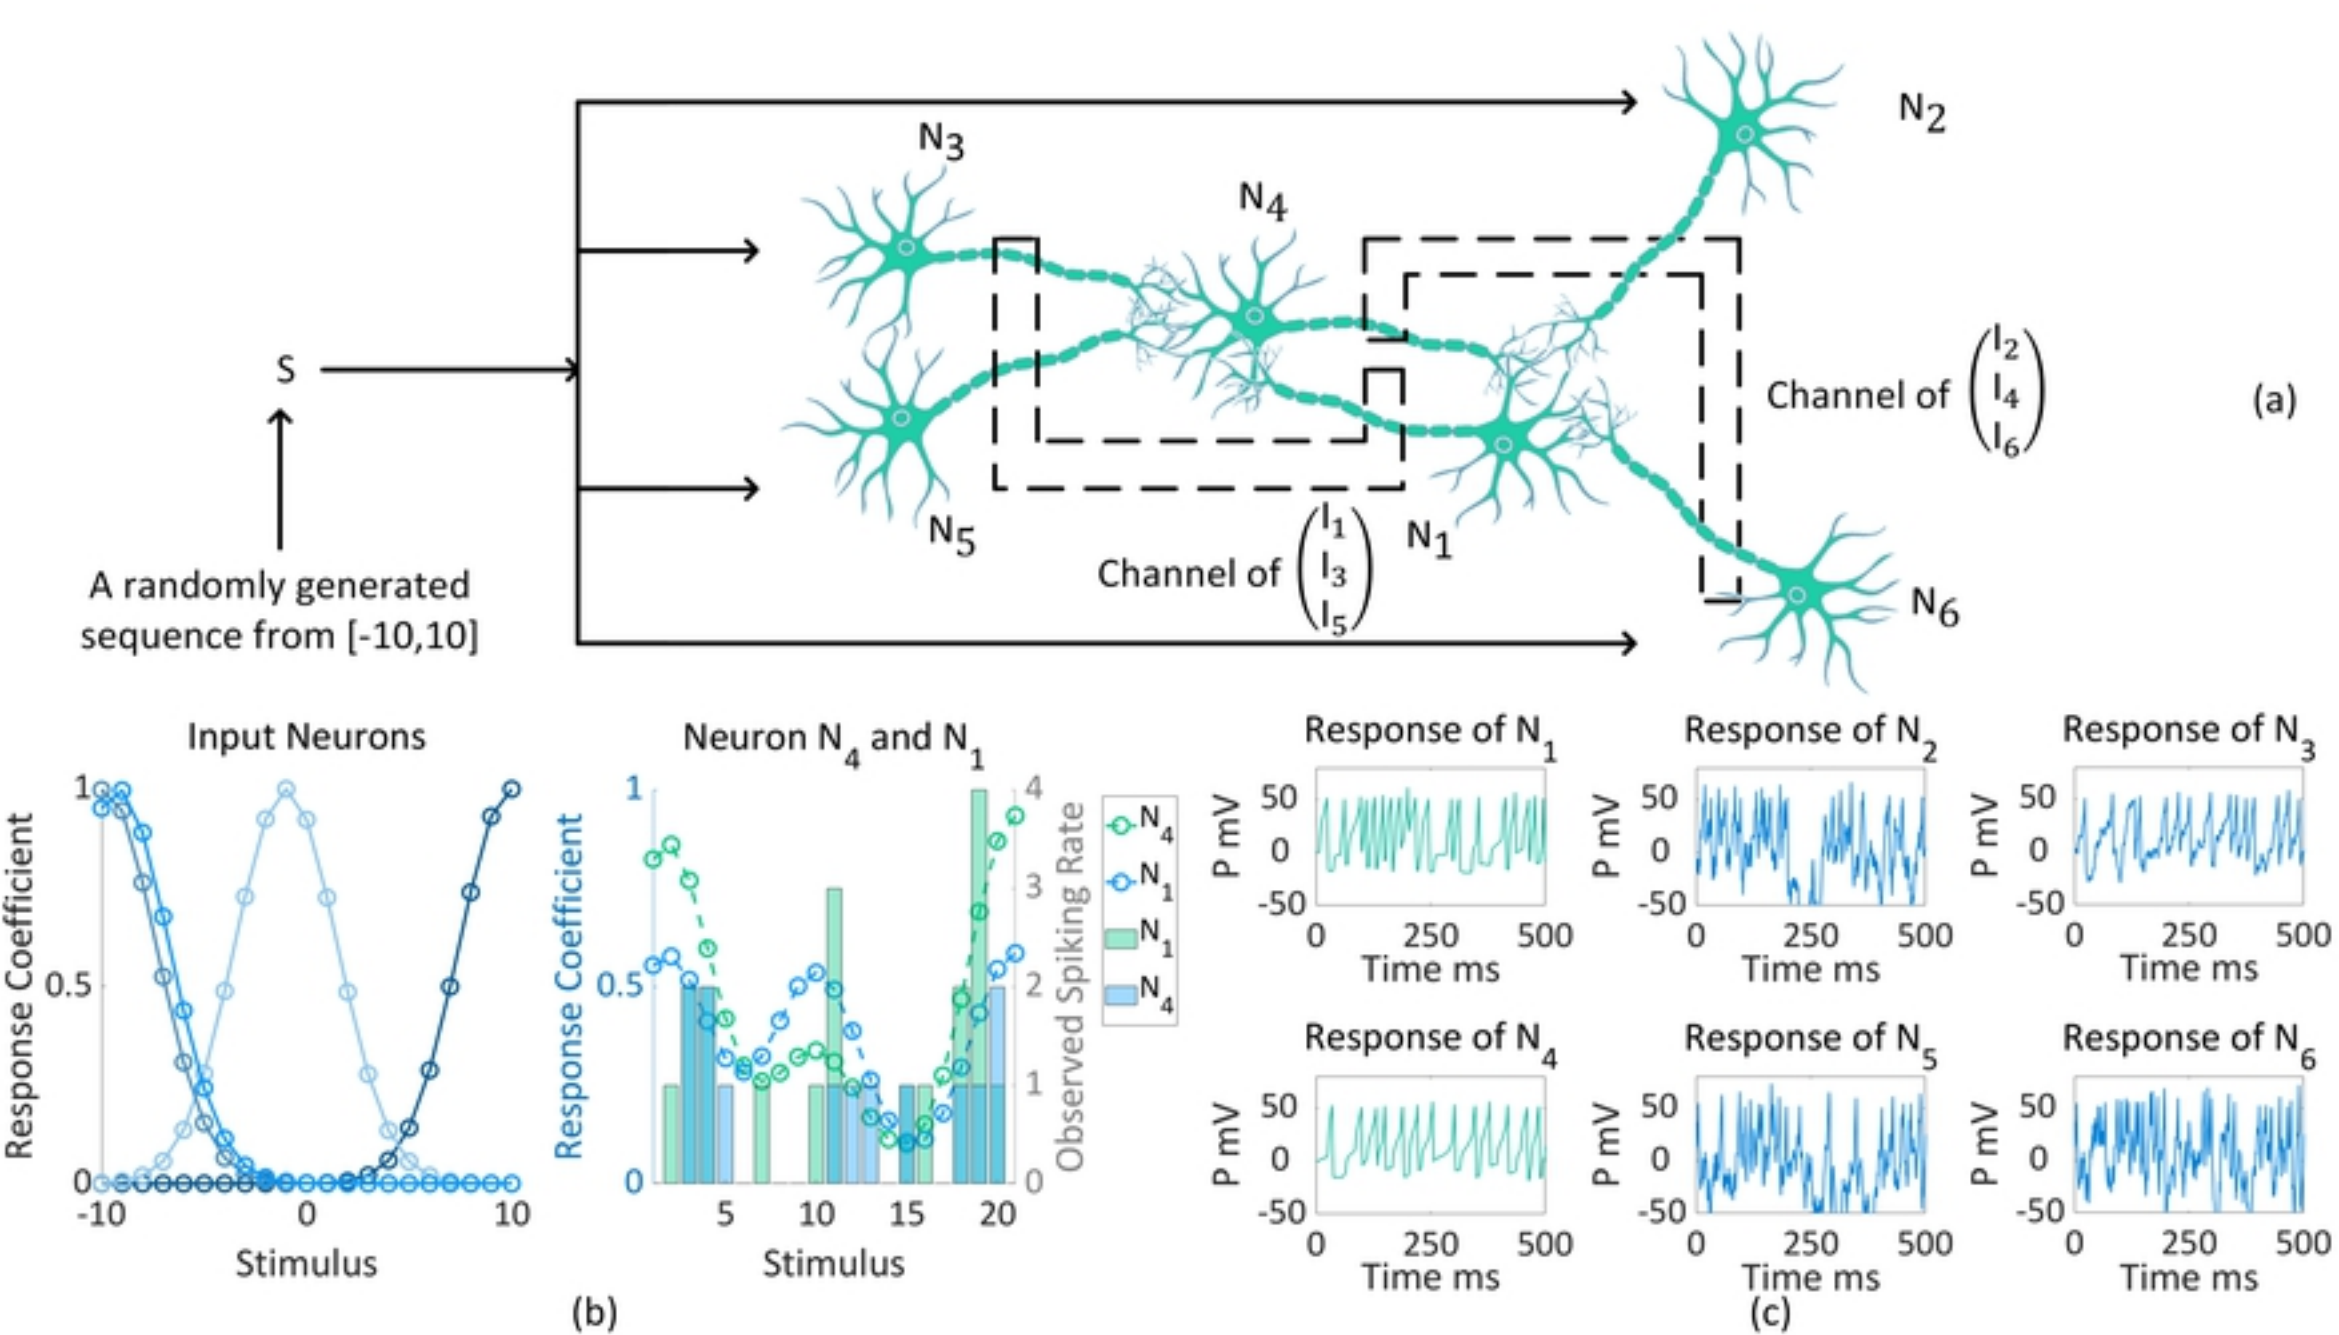 N2
N3
N4
S
Channel of (I2 I4 I6)
(a)
N5
N1
Channel of (I1 I3 I5)
N6
A randomly generated
sequence from [-10,10]
Input Neurons
Response Coefficient
1
0.5
0
-10 0 10
Stimulus
Neuron N4 and N1
Response Coefficient
1
0.5
0
5 10 15 20
Stimulus
4
3
2
1
0
Observed Spiking Rate
N4
N1
N1
N4
(b)
Response of N1
P mV
50
0
-50
0 250 500
Time ms
Response of N2
P mV
50
0
-50
0 250 500
Time ms
Response of N3
P mV
50
0
-50
0 250 500
Time ms
Response of N4
P mV
50
0
-50
0 250 500
Time ms
Response of N5
P mV
50
0
-50
0 250 500
Time ms
Response of N6
P mV
50
0
-50
0 250 500
Time ms
(c)